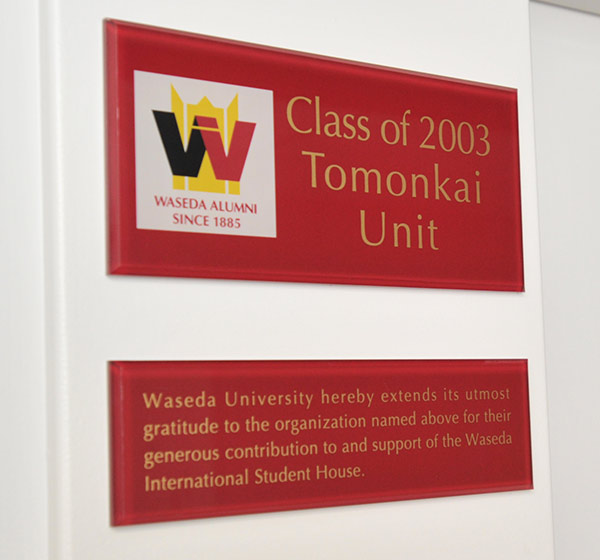 Class of 2003
Tomonkai
Unit
WASEDA ALUMNI
SINCE 1885
Waseda University hereby extends its utmost
gratitude to the organization named above for their
generous contribution to and support of the Waseda
International Student House.